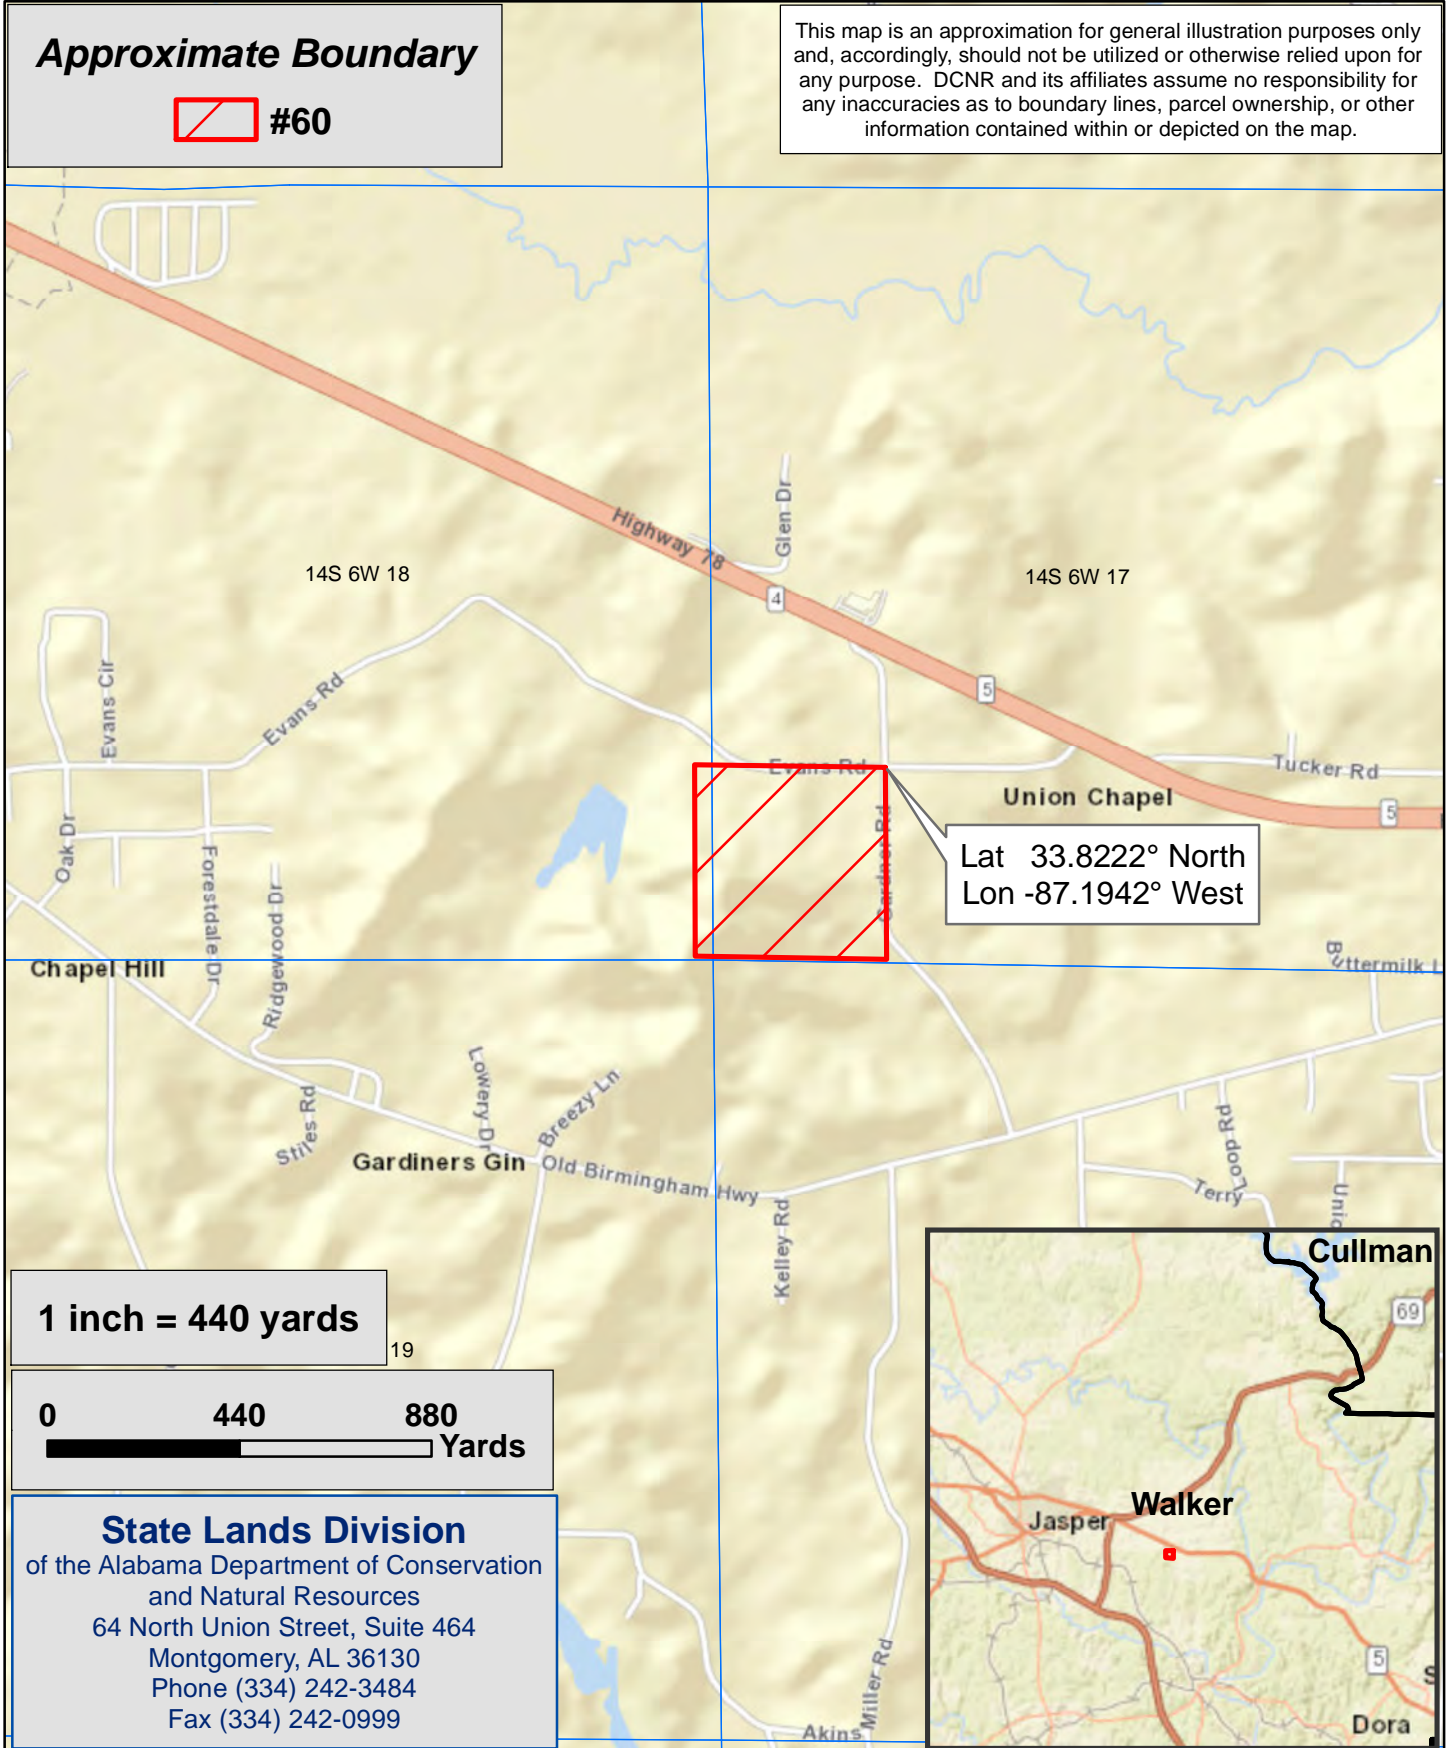 Approximate Boundary
#60
This map is an approximation for general illustration purposes only
and, accordingly, should not be utilized or otherwise relied upon for
any purpose. DCNR and its affiliates assume no responsibility for
any inaccuracies as to boundary lines, parcel ownership, or other
information contained within or depicted on the map.
Highway 78
Glen Dr
14S 6W 18
14S 6W 17
4
5
Evans Cir
Evans Rd
Evans Rd
Tucker Rd
Union Chapel
5
Oak Dr
Forestdale Dr
Ridgewood Dr
Gardner Rd
Lat 33.8222° North
Lon -87.1942° West
Chapel Hill
Buttermilk L
Lowery Dr
Breezy Ln
Stiles Rd
Gardiners Gin
Old Birmingham Hwy
Kelley Rd
Loop Rd
Terry
Unio
1 inch = 440 yards
19
0 440 880
Yards
State Lands Division
of the Alabama Department of Conservation
and Natural Resources
64 North Union Street, Suite 464
Montgomery, AL 36130
Phone (334) 242-3484
Fax (334) 242-0999
Miller Rd
Akins
Cullman
69
Walker
Jasper
5
S
Dora